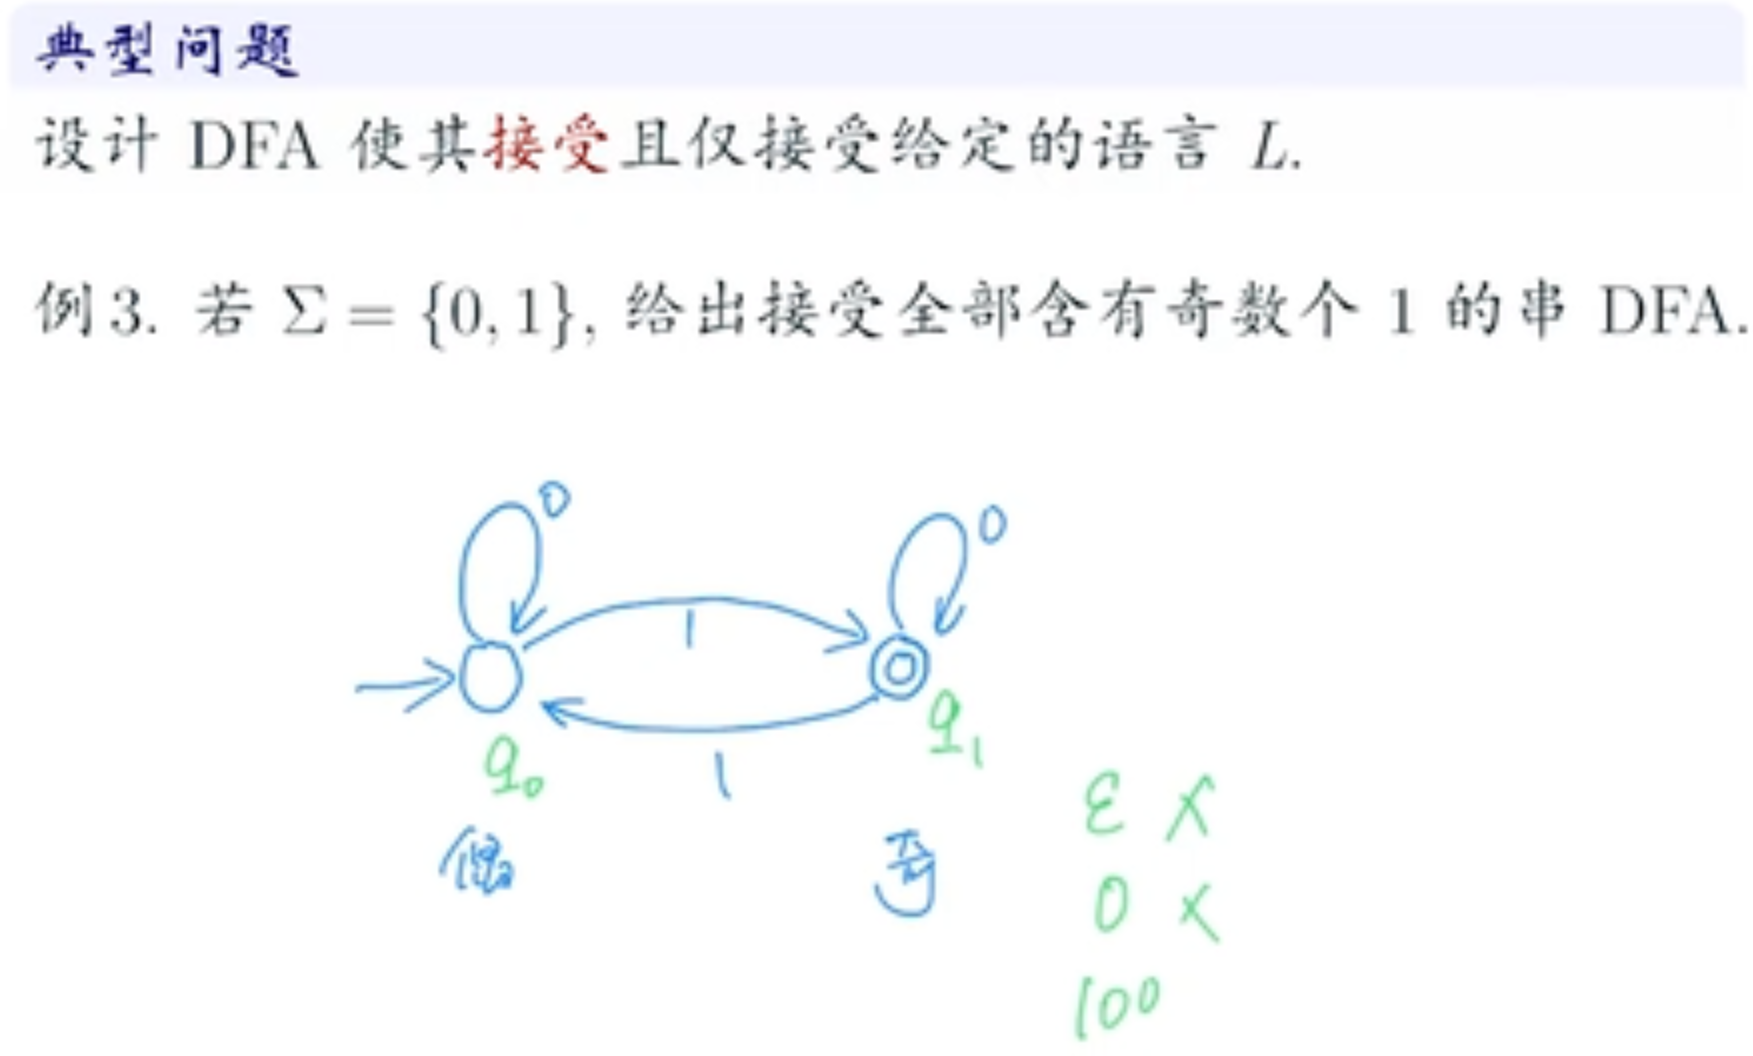 典型问题
设计 DFA 使其接受且仅接受给定的语言 L.
例 3. 若 Σ = {0, 1}, 给出接受全部含有奇数个 1 的串 DFA.
0
0
1
q₀
q₁
1
偶
奇
ε ×
0 ×
100